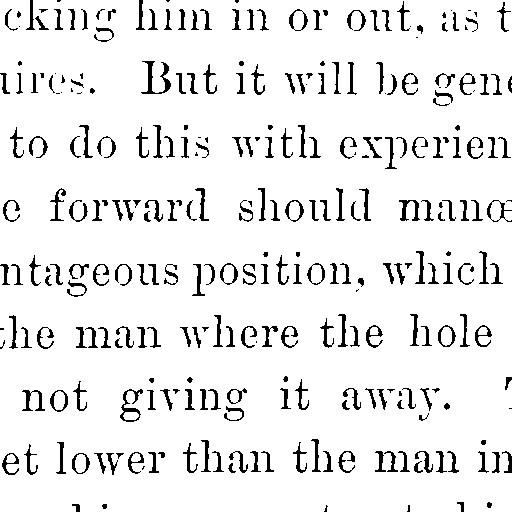 cking him in or out, as t
uires. But it will be gene
to do this with experien
e forward should manœ
ntageous position, which
the man where the hole
not giving it away.
et lower than the man in